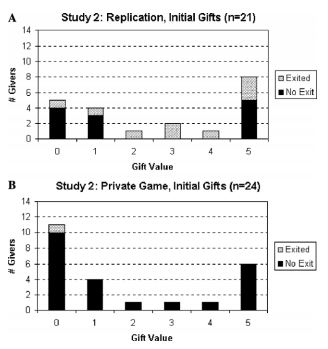 A
Study 2: Replication, Initial Gifts (n=21)
14
12
10
8
6
4
2
0
# Givers
0 1 2 3 4 5
Gift Value
Exited
No Exit
B
Study 2: Private Game, Initial Gifts (n=24)
14
12
10
8
6
4
2
0
# Givers
0 1 2 3 4 5
Gift Value
Exited
No Exit